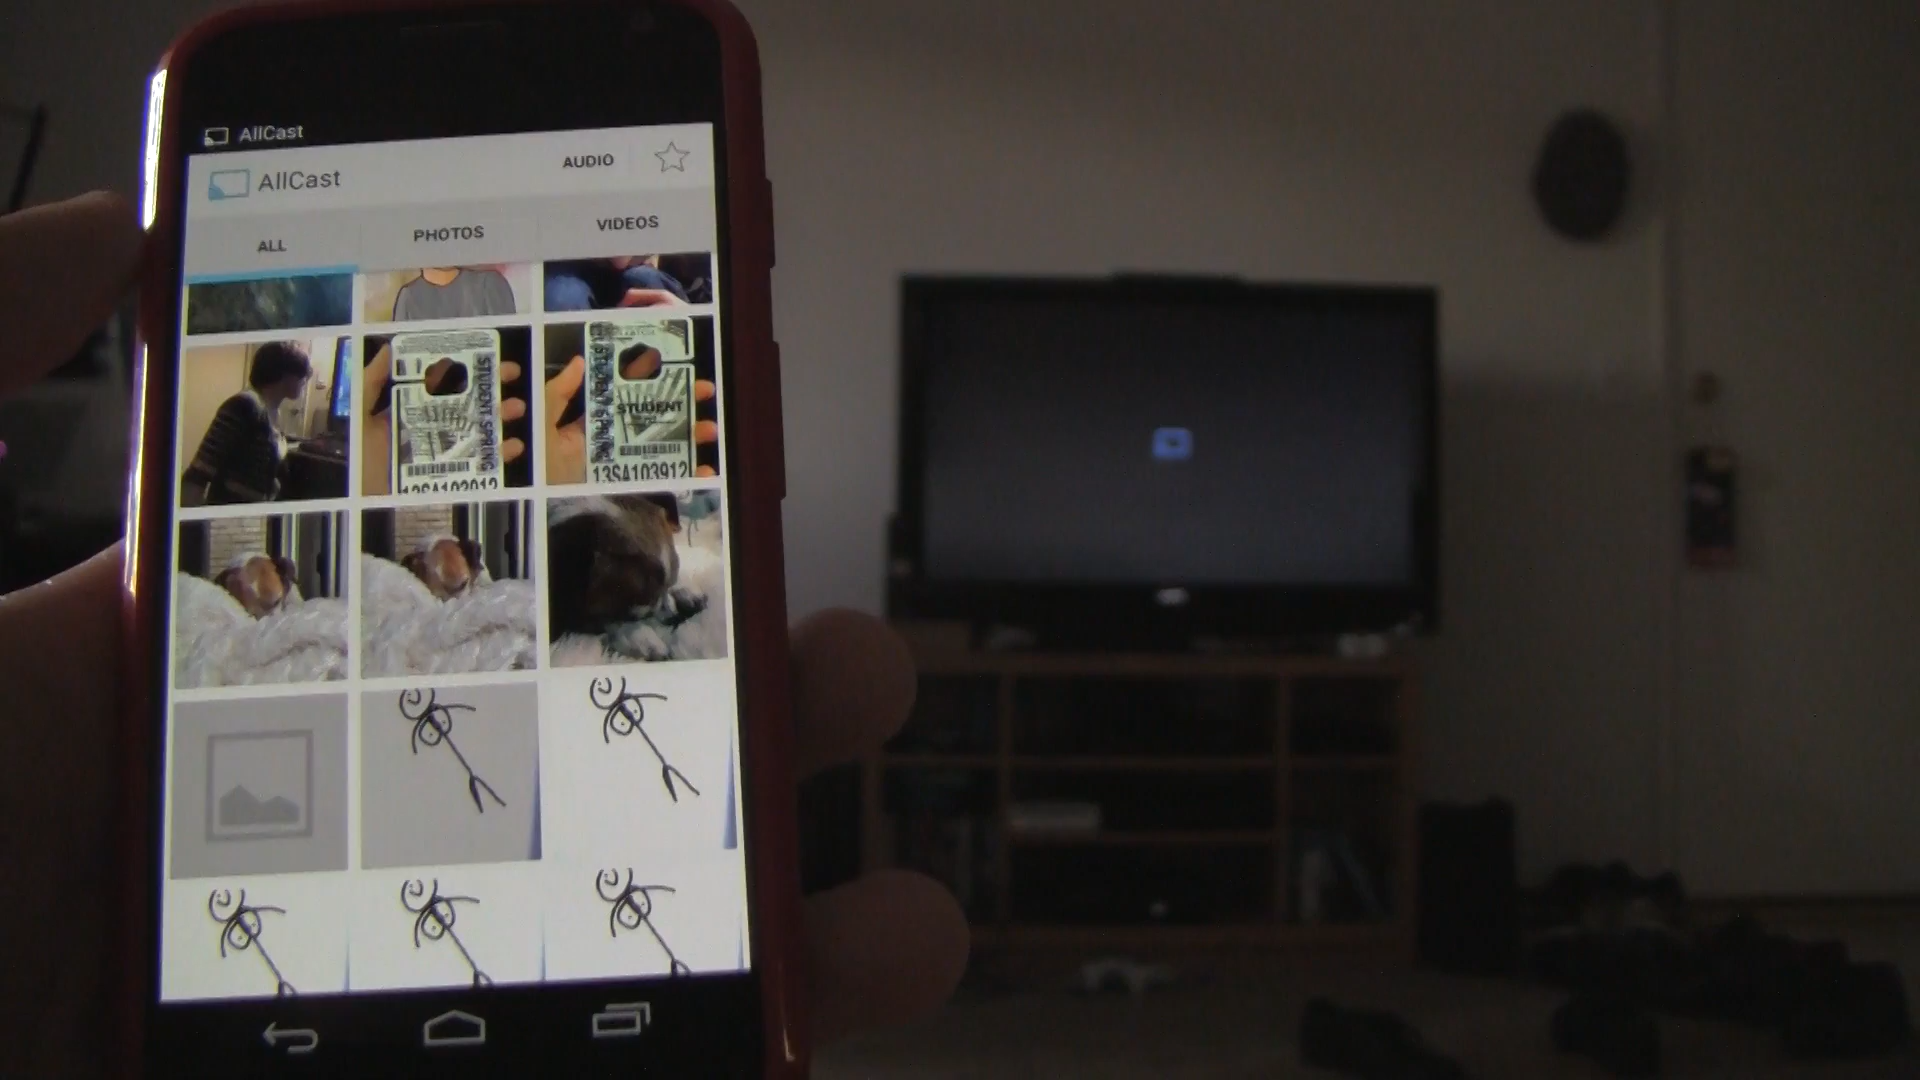 AllCast
AllCast
AUDIO
ALL
PHOTOS
VIDEOS
STUDENT SPRING
STUDENT
13SA103912